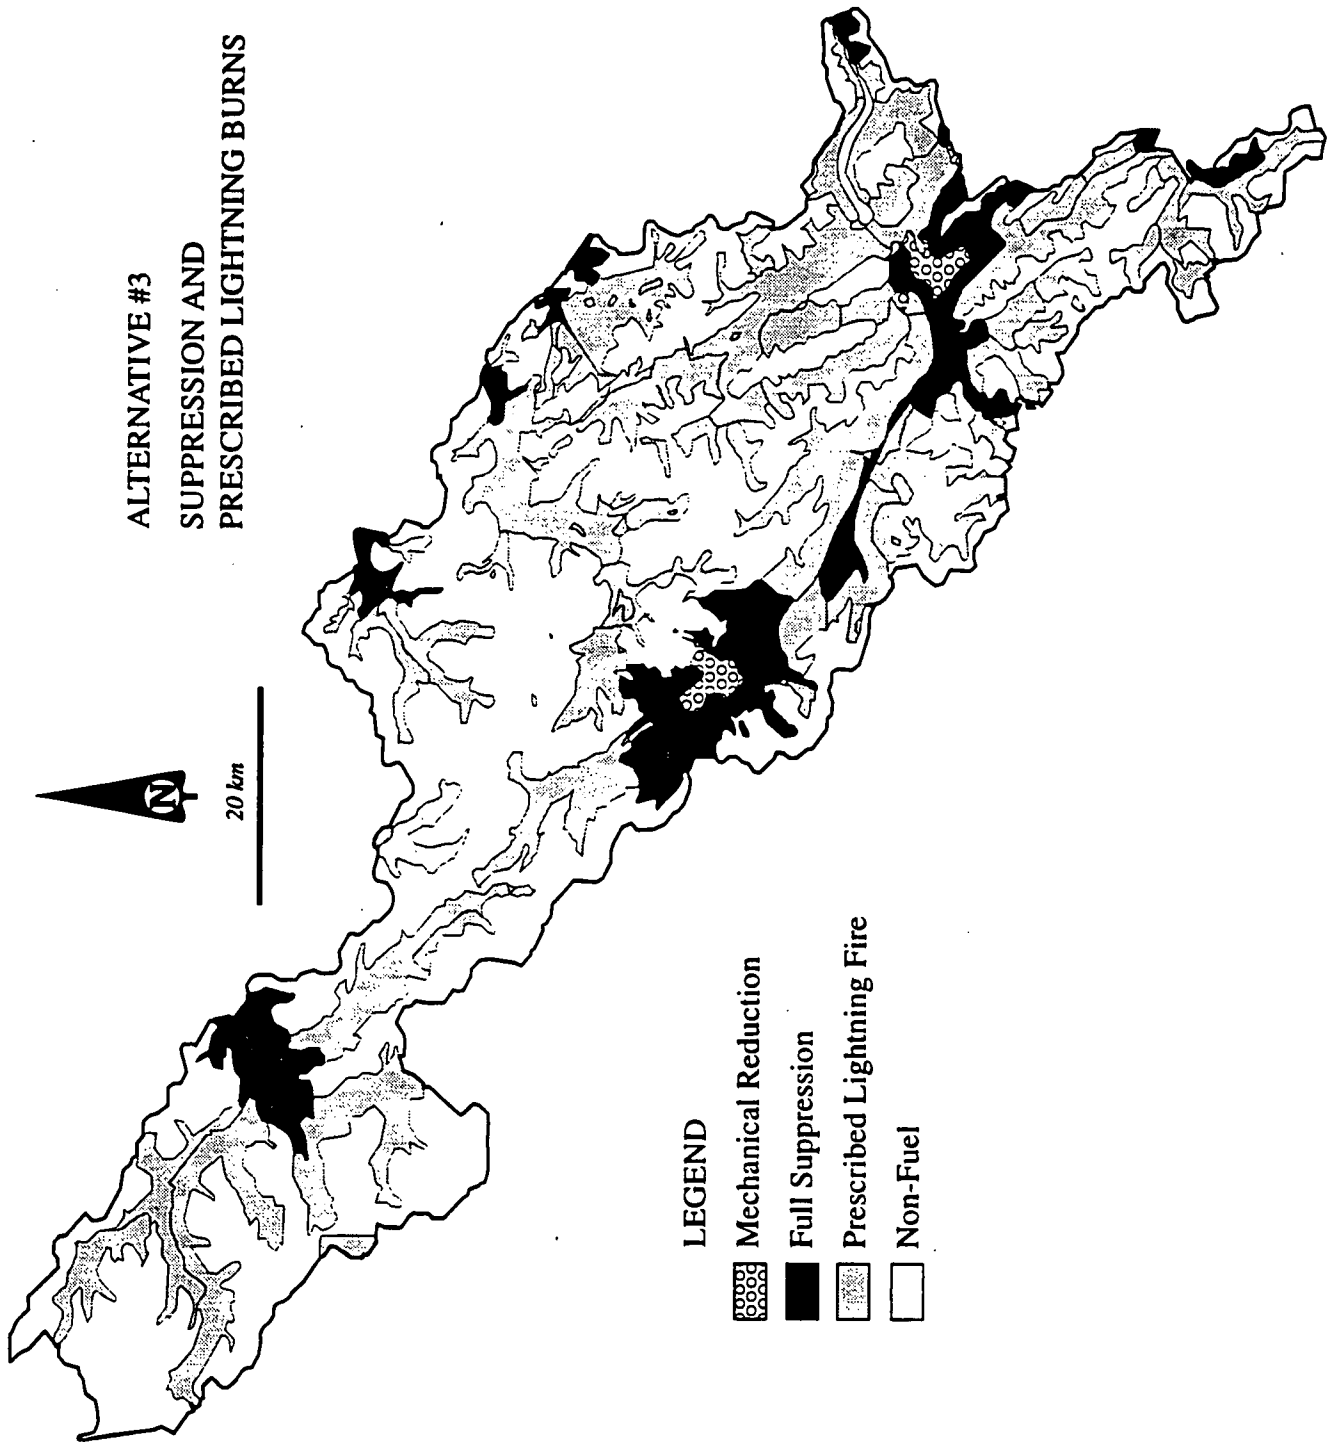 ALTERNATIVE #3
SUPPRESSION AND
PRESCRIBED LIGHTNING BURNS
N
20 km
LEGEND
Mechanical Reduction
Full Suppression
Prescribed Lightning Fire
Non-Fuel